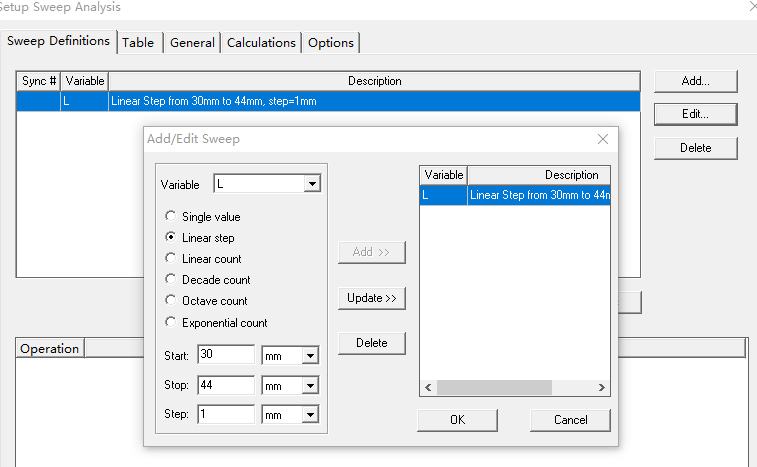 Setup Sweep Analysis
Sweep Definitions Table General Calculations Options
Sync # Variable Description
L Linear Step from 30mm to 44mm, step=1mm
Add...
Edit...
Delete
Add/Edit Sweep
Variable L
Single value
Linear step
Linear count
Decade count
Octave count
Exponential count
Start: 30 mm
Stop: 44 mm
Step: 1 mm
Add >>
Update >>
Delete
Variable Description
L Linear Step from 30mm to 44m
OK Cancel
Operation